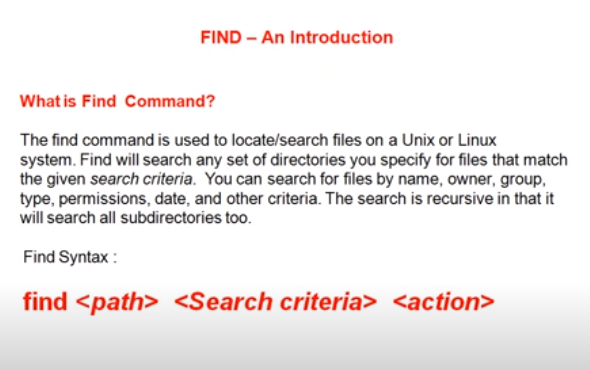 FIND – An Introduction
What is Find Command?
The find command is used to locate/search files on a Unix or Linux
system. Find will search any set of directories you specify for files that match
the given search criteria. You can search for files by name, owner, group,
type, permissions, date, and other criteria. The search is recursive in that it
will search all subdirectories too.
Find Syntax :
find <path> <Search criteria> <action>